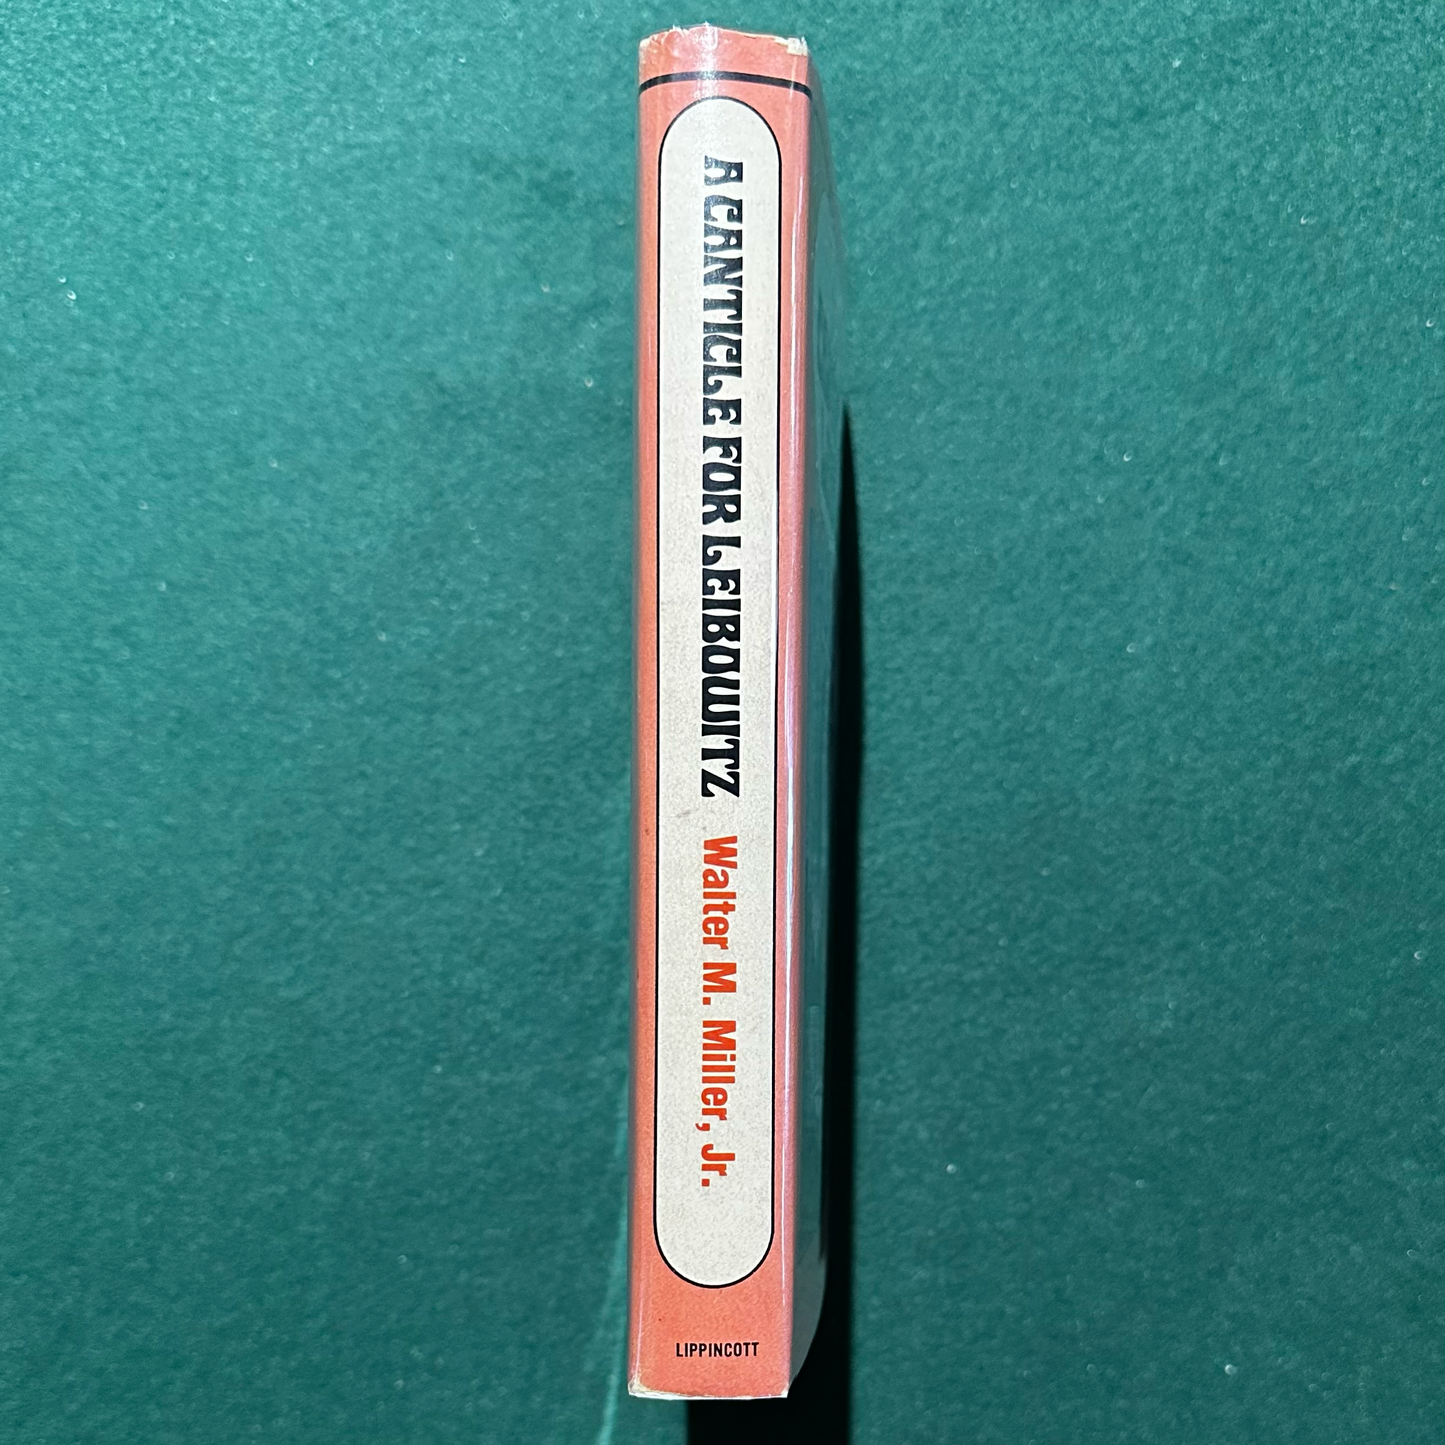 A CANTICLE FOR LEIBOWITZ Walter M. Miller, Jr.
LIPPINCOTT